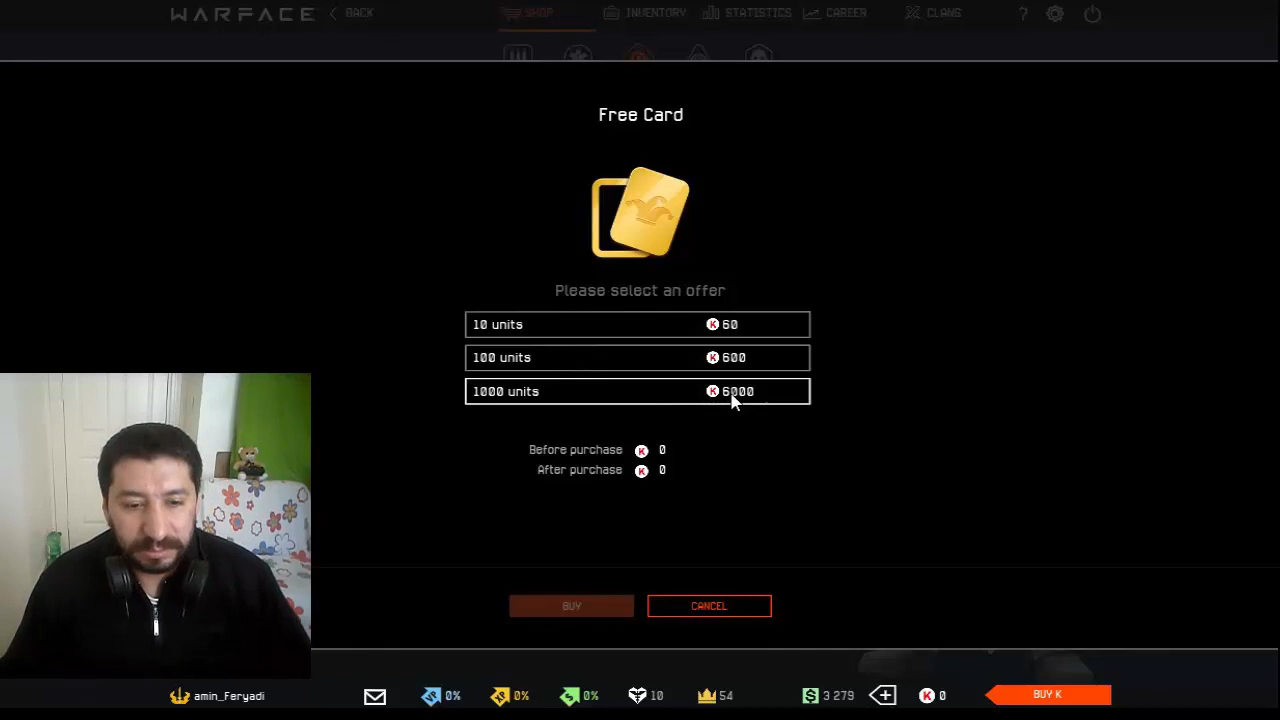 WARFACE
BACK
SHOP
INVENTORY
STATISTICS
CAREER
CLANS
?
Free Card
Please select an offer
10 units K 60
100 units K 600
1000 units K 6000
Before purchase K 0
After purchase K 0
BUY
CANCEL
amin_Feryadi
0%
0%
0%
10
54
$ 3 279
K 0
BUY K